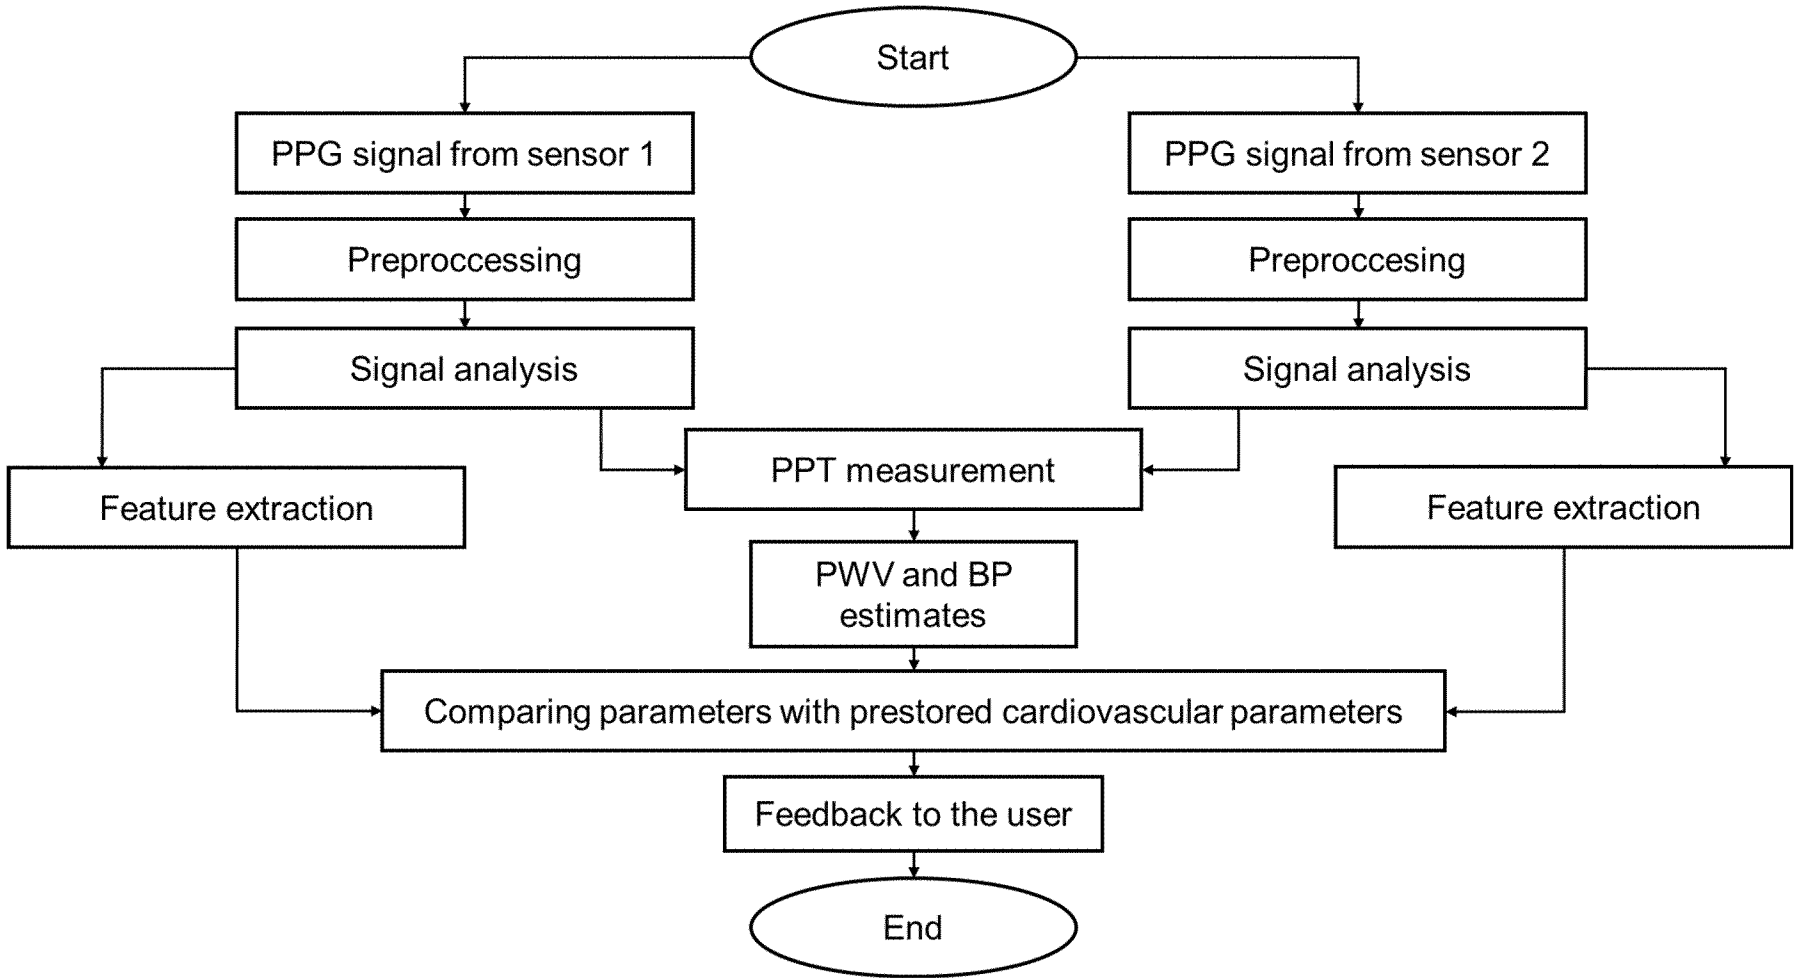 Start
PPG signal from sensor 1
PPG signal from sensor 2
Preproccessing
Preproccesing
Signal analysis
Signal analysis
PPT measurement
Feature extraction
Feature extraction
PWV and BP
estimates
Comparing parameters with prestored cardiovascular parameters
Feedback to the user
End